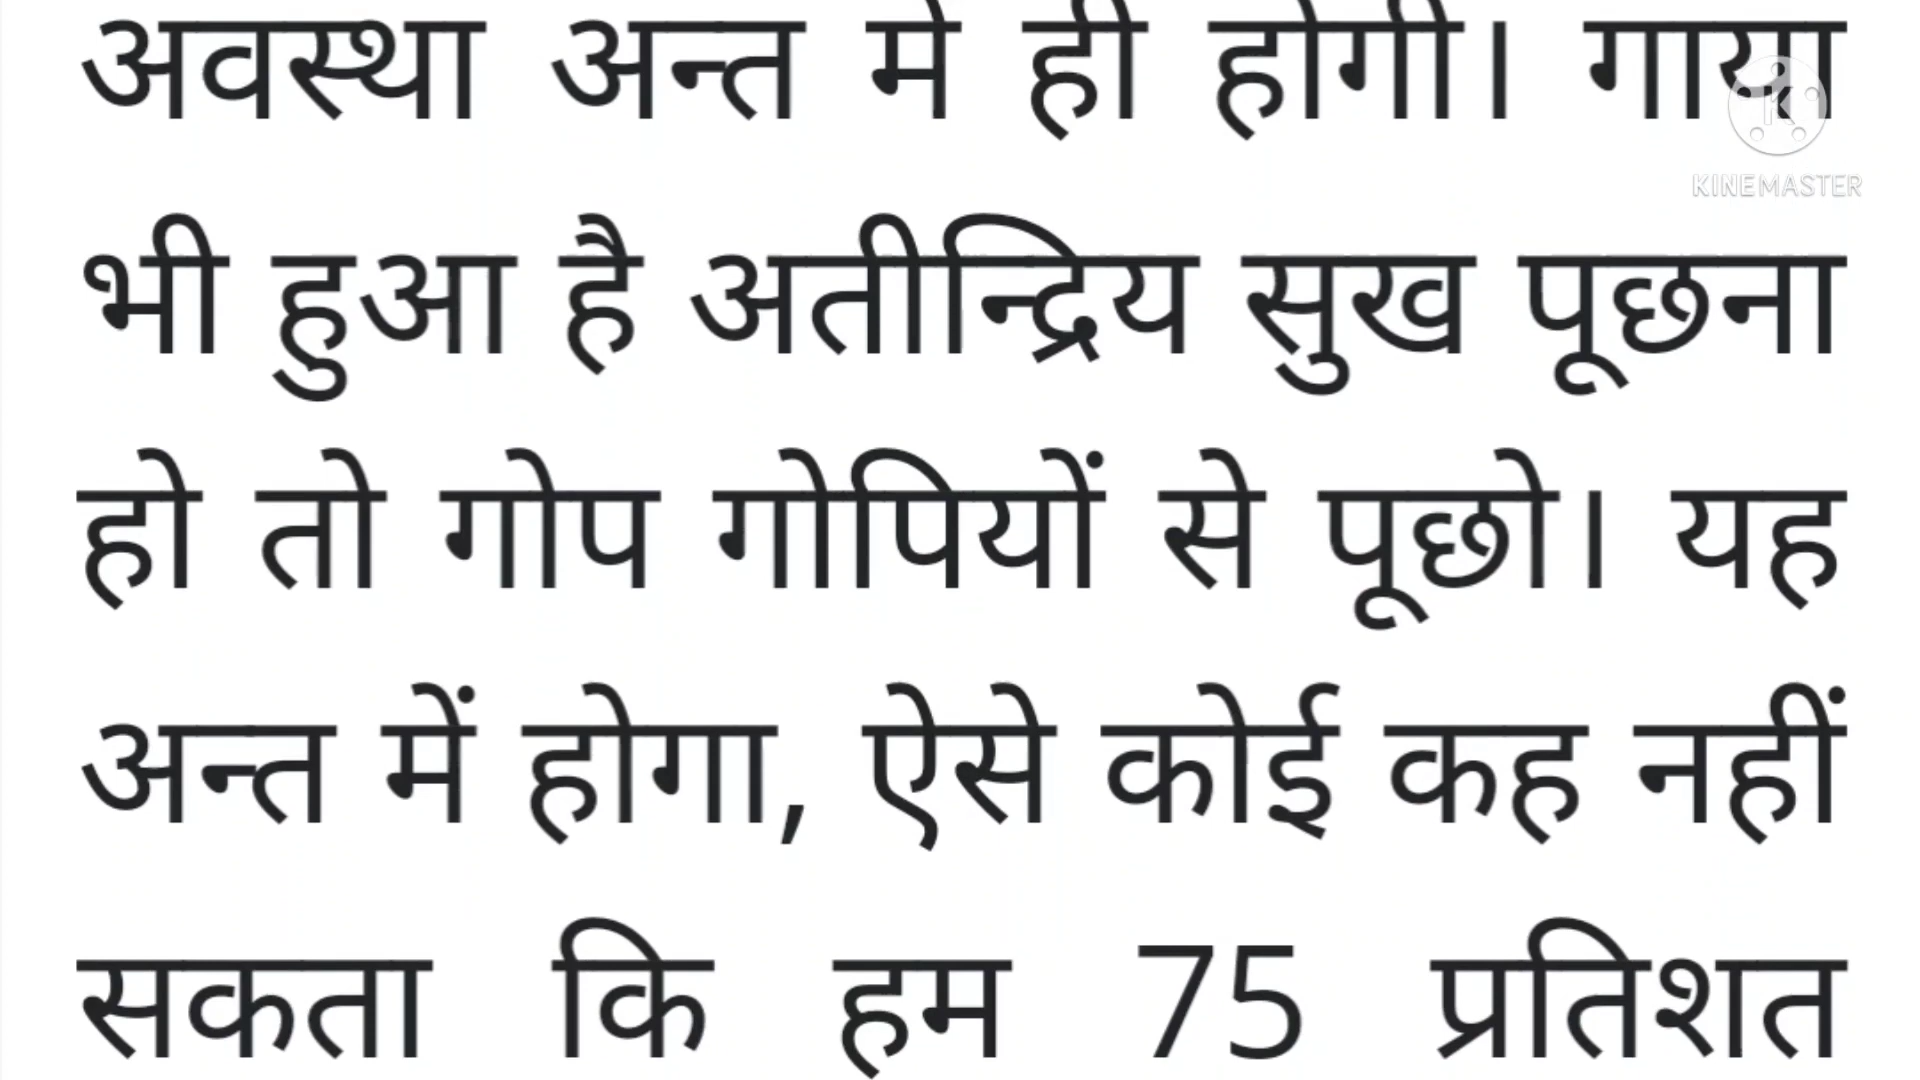 अवस्था अन्त में ही होगी। गाया
KINEMASTER
भी हुआ है अतीन्द्रिय सुख पूछना
हो तो गोप गोपियों से पूछो। यह
अन्त में होगा, ऐसे कोई कह नहीं
सकता कि हम 75 प्रतिशत